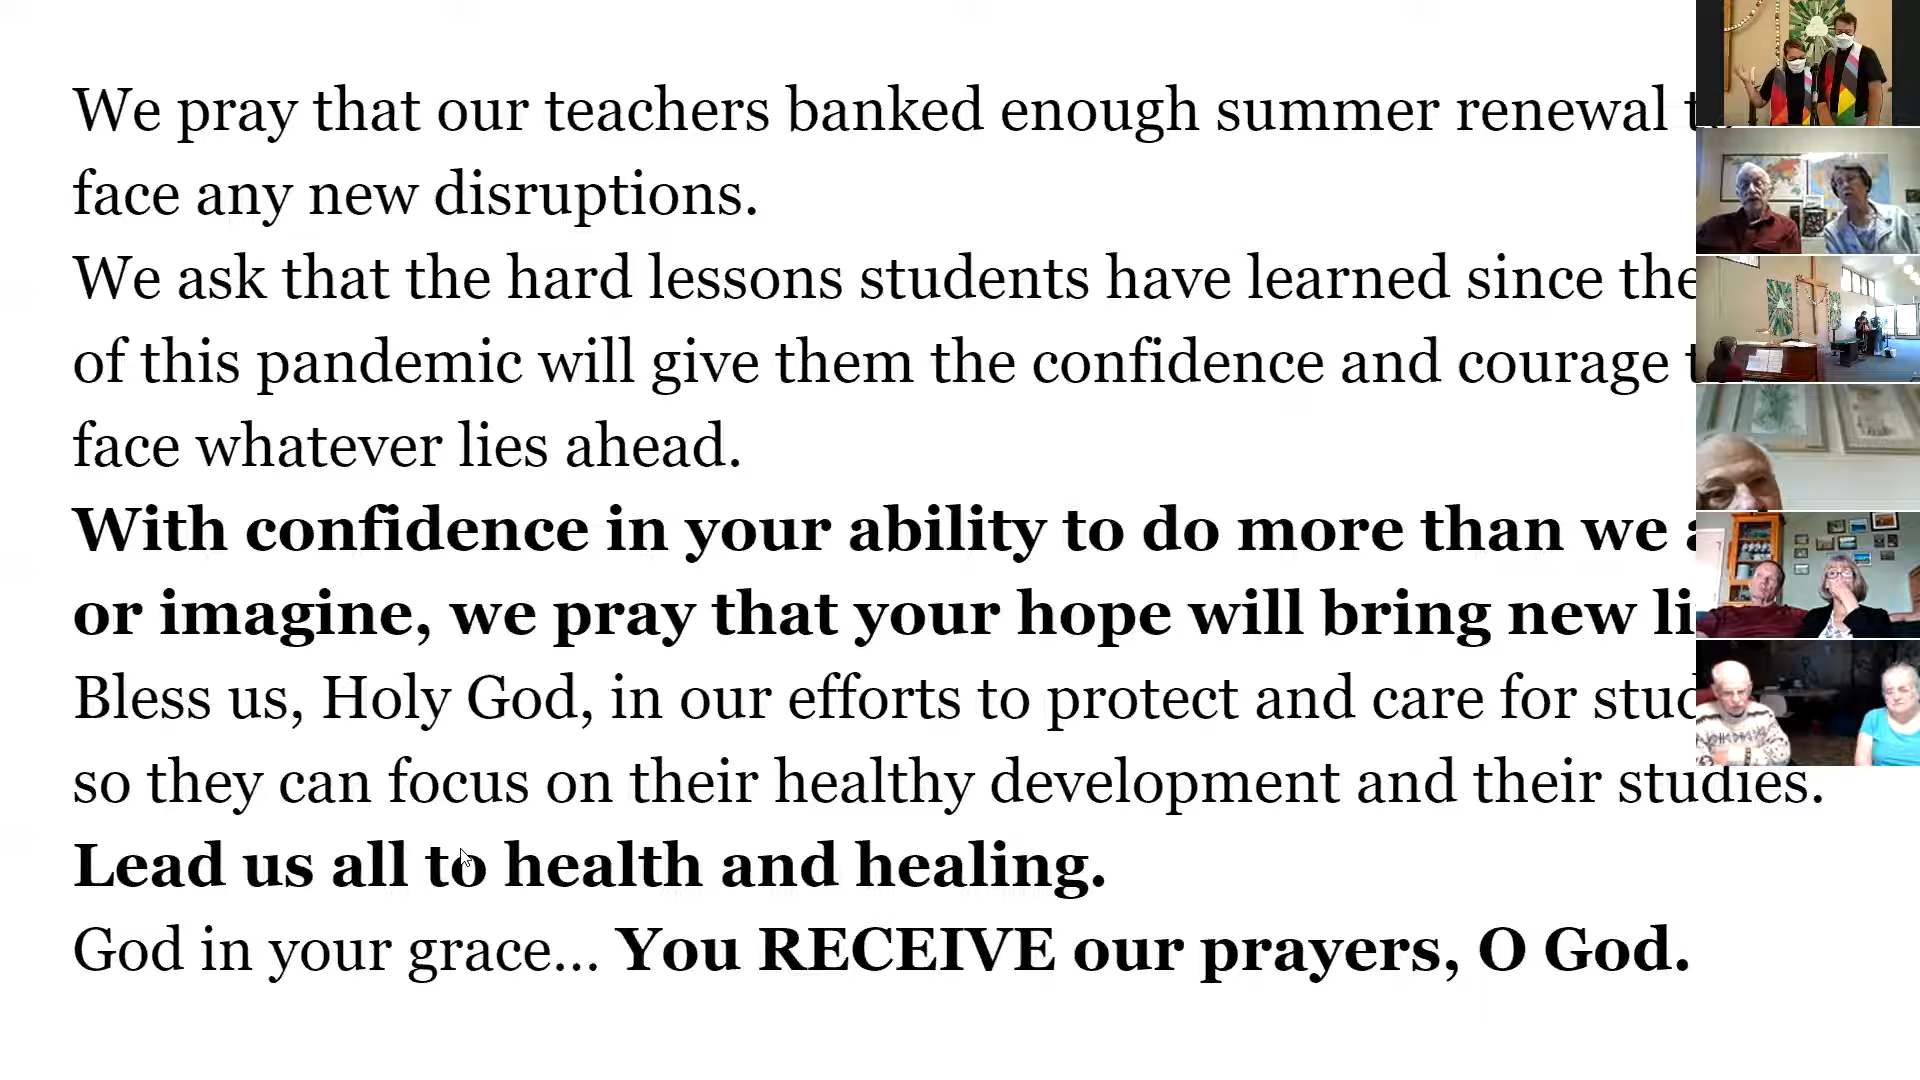 We pray that our teachers banked enough summer renewal
face any new disruptions.
We ask that the hard lessons students have learned since the
of this pandemic will give them the confidence and courage
face whatever lies ahead.
With confidence in your ability to do more than we
or imagine, we pray that your hope will bring new
Bless us, Holy God, in our efforts to protect and care for
so they can focus on their healthy development and their studies.
Lead us all to health and healing.
God in your grace... You RECEIVE our prayers, O God.